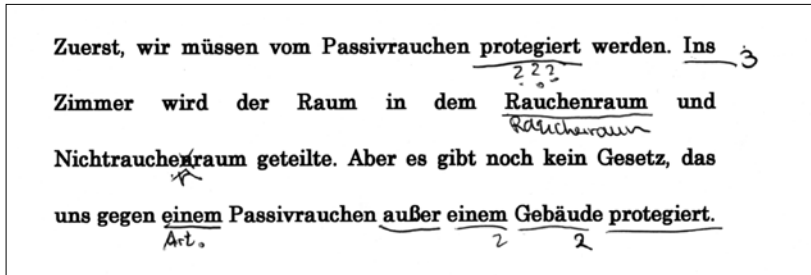 Zuerst, wir müssen vom Passivrauchen protegiert werden. Ins 3
? ? ?
Zimmer wird der Raum in dem Rauchenraum und
Raucherraum
Nichtrauchenraum geteilte. Aber es gibt noch kein Gesetz, das
r
uns gegen einem Passivrauchen außer einem Gebäude protegiert.
Art. 2 2